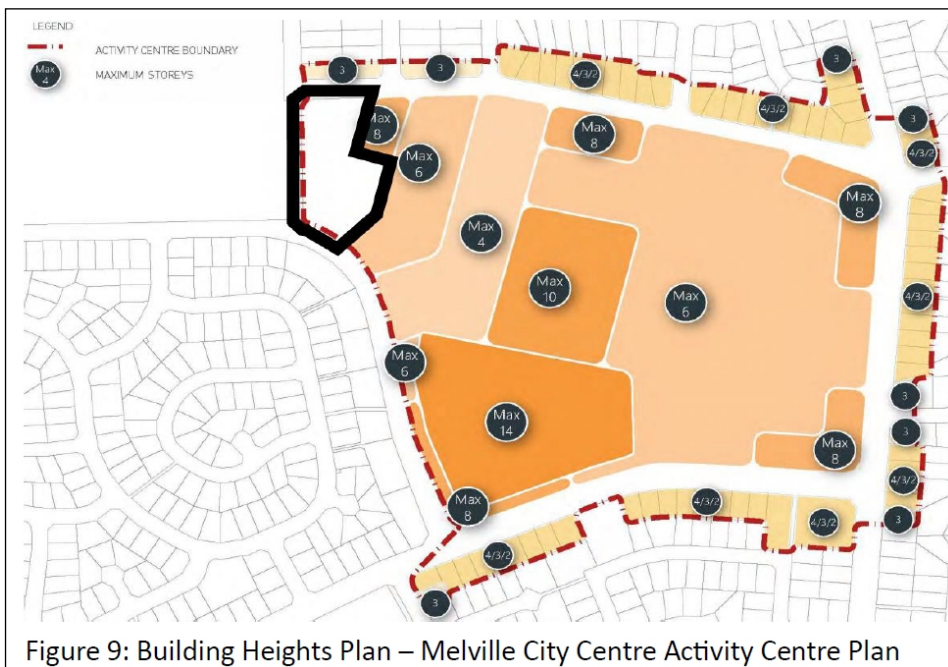 LEGEND
ACTIVITY CENTRE BOUNDARY
Max
4
MAXIMUM STOREYS
3
3
4/3/2
3
4/3/2
3
Max
8
Max
8
4/3/2
Max
6
Max
8
Max
4
Max
10
4/3/2
Max
6
Max
6
3
Max
14
3
Max
8
4/3/2
Max
8
4/3/2
4/3/2
3
4/3/2
3
Figure 9: Building Heights Plan – Melville City Centre Activity Centre Plan